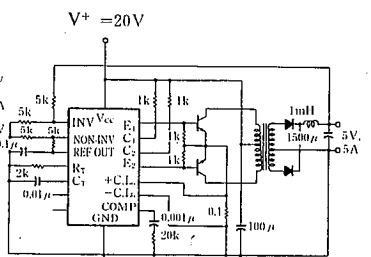 V⁺ = 20V
5k
5k
5k
5k
0.1μ
2k
0.01μ
INV Vcc
NON-INV
REF OUT
RT
CT
E1
C1
C2
E2
+C.L.
-C.L.
COMP
GND
1k
1k
1k
1k
0.001μ
20k
0.1
100μ
1mH
1500μ
5V,
5A